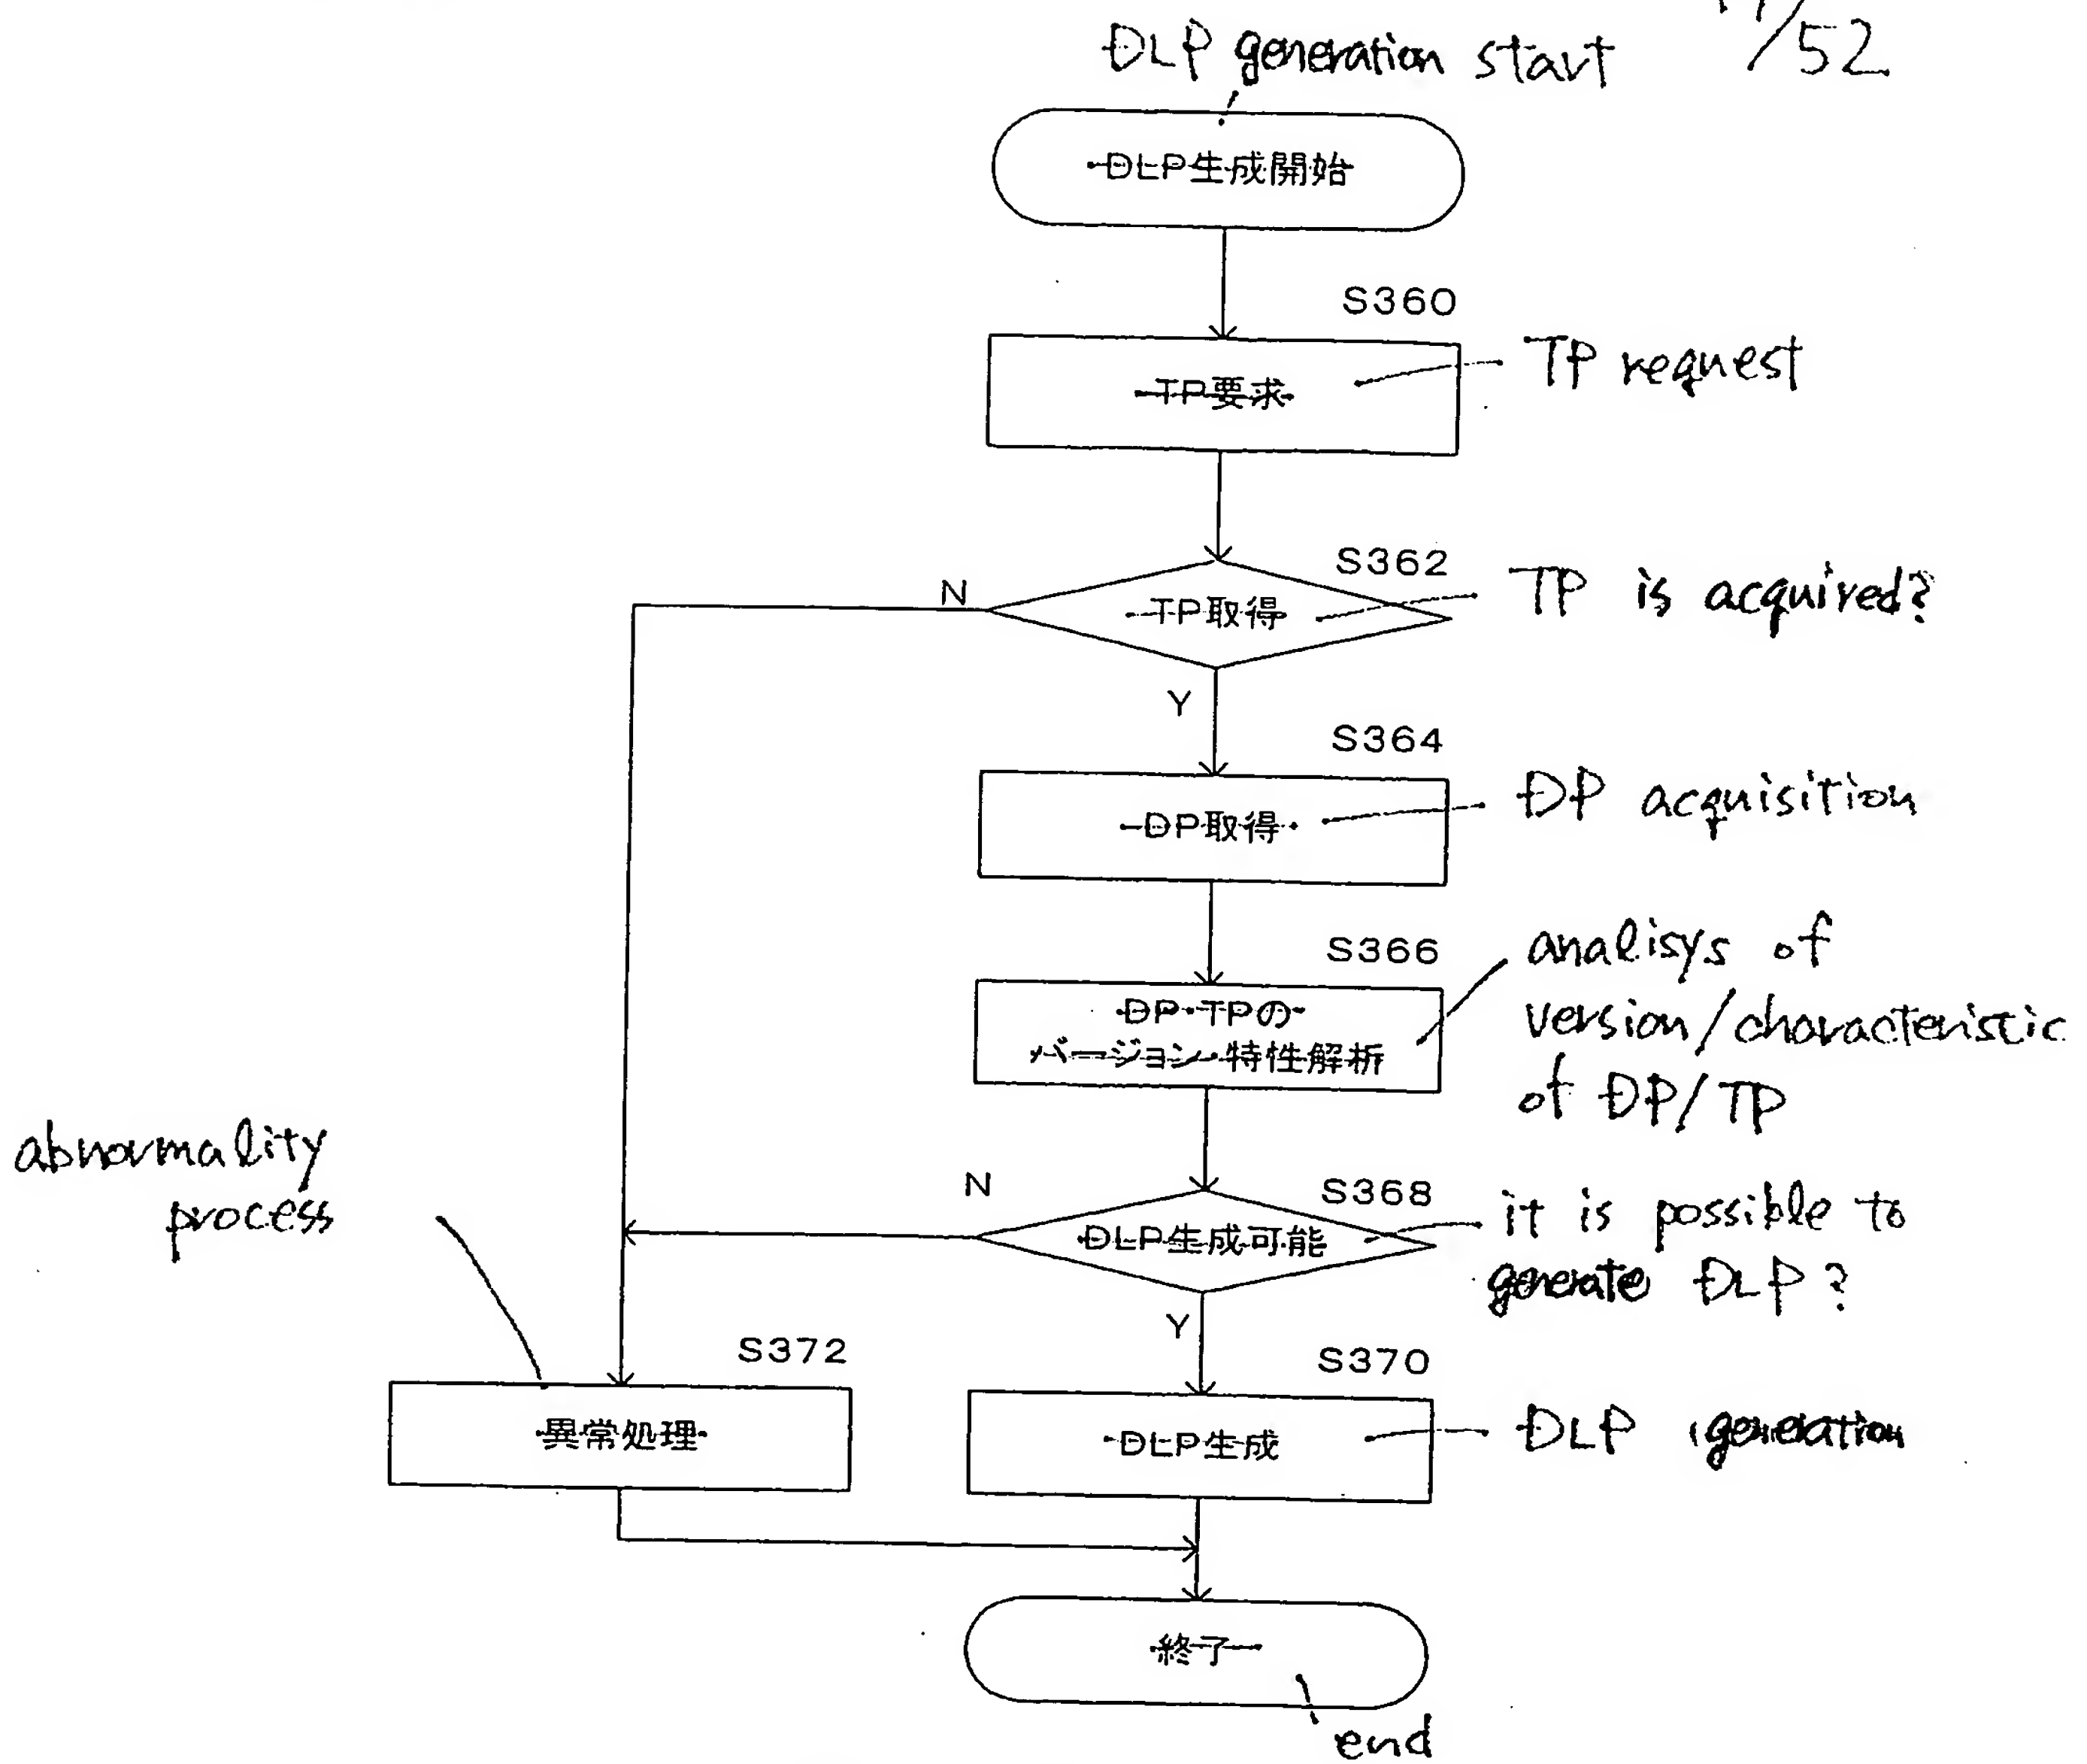 /52
DLP generation start
DLP生成開始
S360
TP要求
TP request
S362
N
TP取得
TP is acquired?
Y
S364
DP取得
DP acquisition
S366
DP・TPの
バージョン・特性解析
analisys of
version/characteristic
of DP/TP
abnormality
process
N
S368
DLP生成可能
it is possible to
generate DLP?
Y
S372
S370
異常処理
DLP生成
DLP generation
終了
end